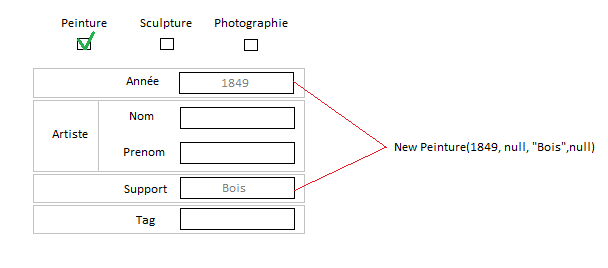 Peinture Sculpture Photographie
Année 1849
Nom
Artiste
Prenom
New Peinture(1849, null, "Bois",null)
Support Bois
Tag